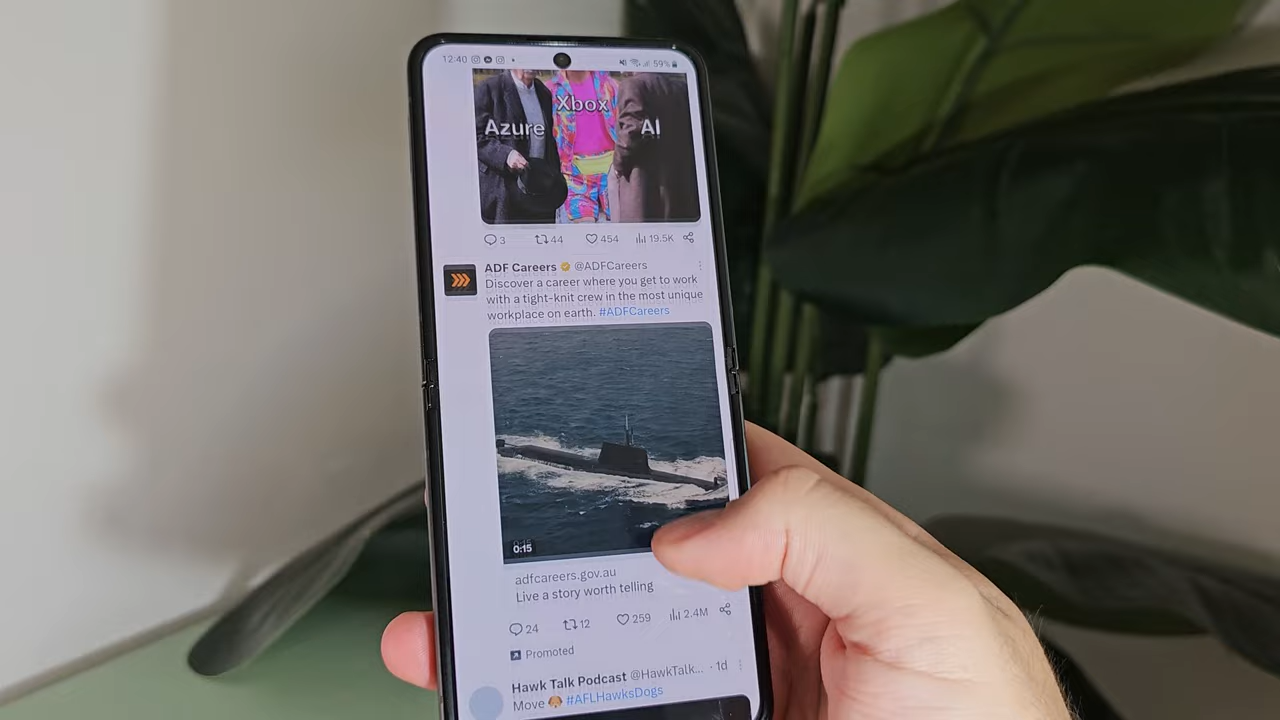 12:40
59%
Xbox
Azure
AI
3 44 454 19.5K
ADF Careers @ADFCareers
Discover a career where you get to work
with a tight-knit crew in the most unique
workplace on earth. #ADFCareers
0:15
adfcareers.gov.au
Live a story worth telling
24 12 259 2.4M
Promoted
Hawk Talk Podcast @HawkTalk... · 1d
Move #AFLHawksDogs